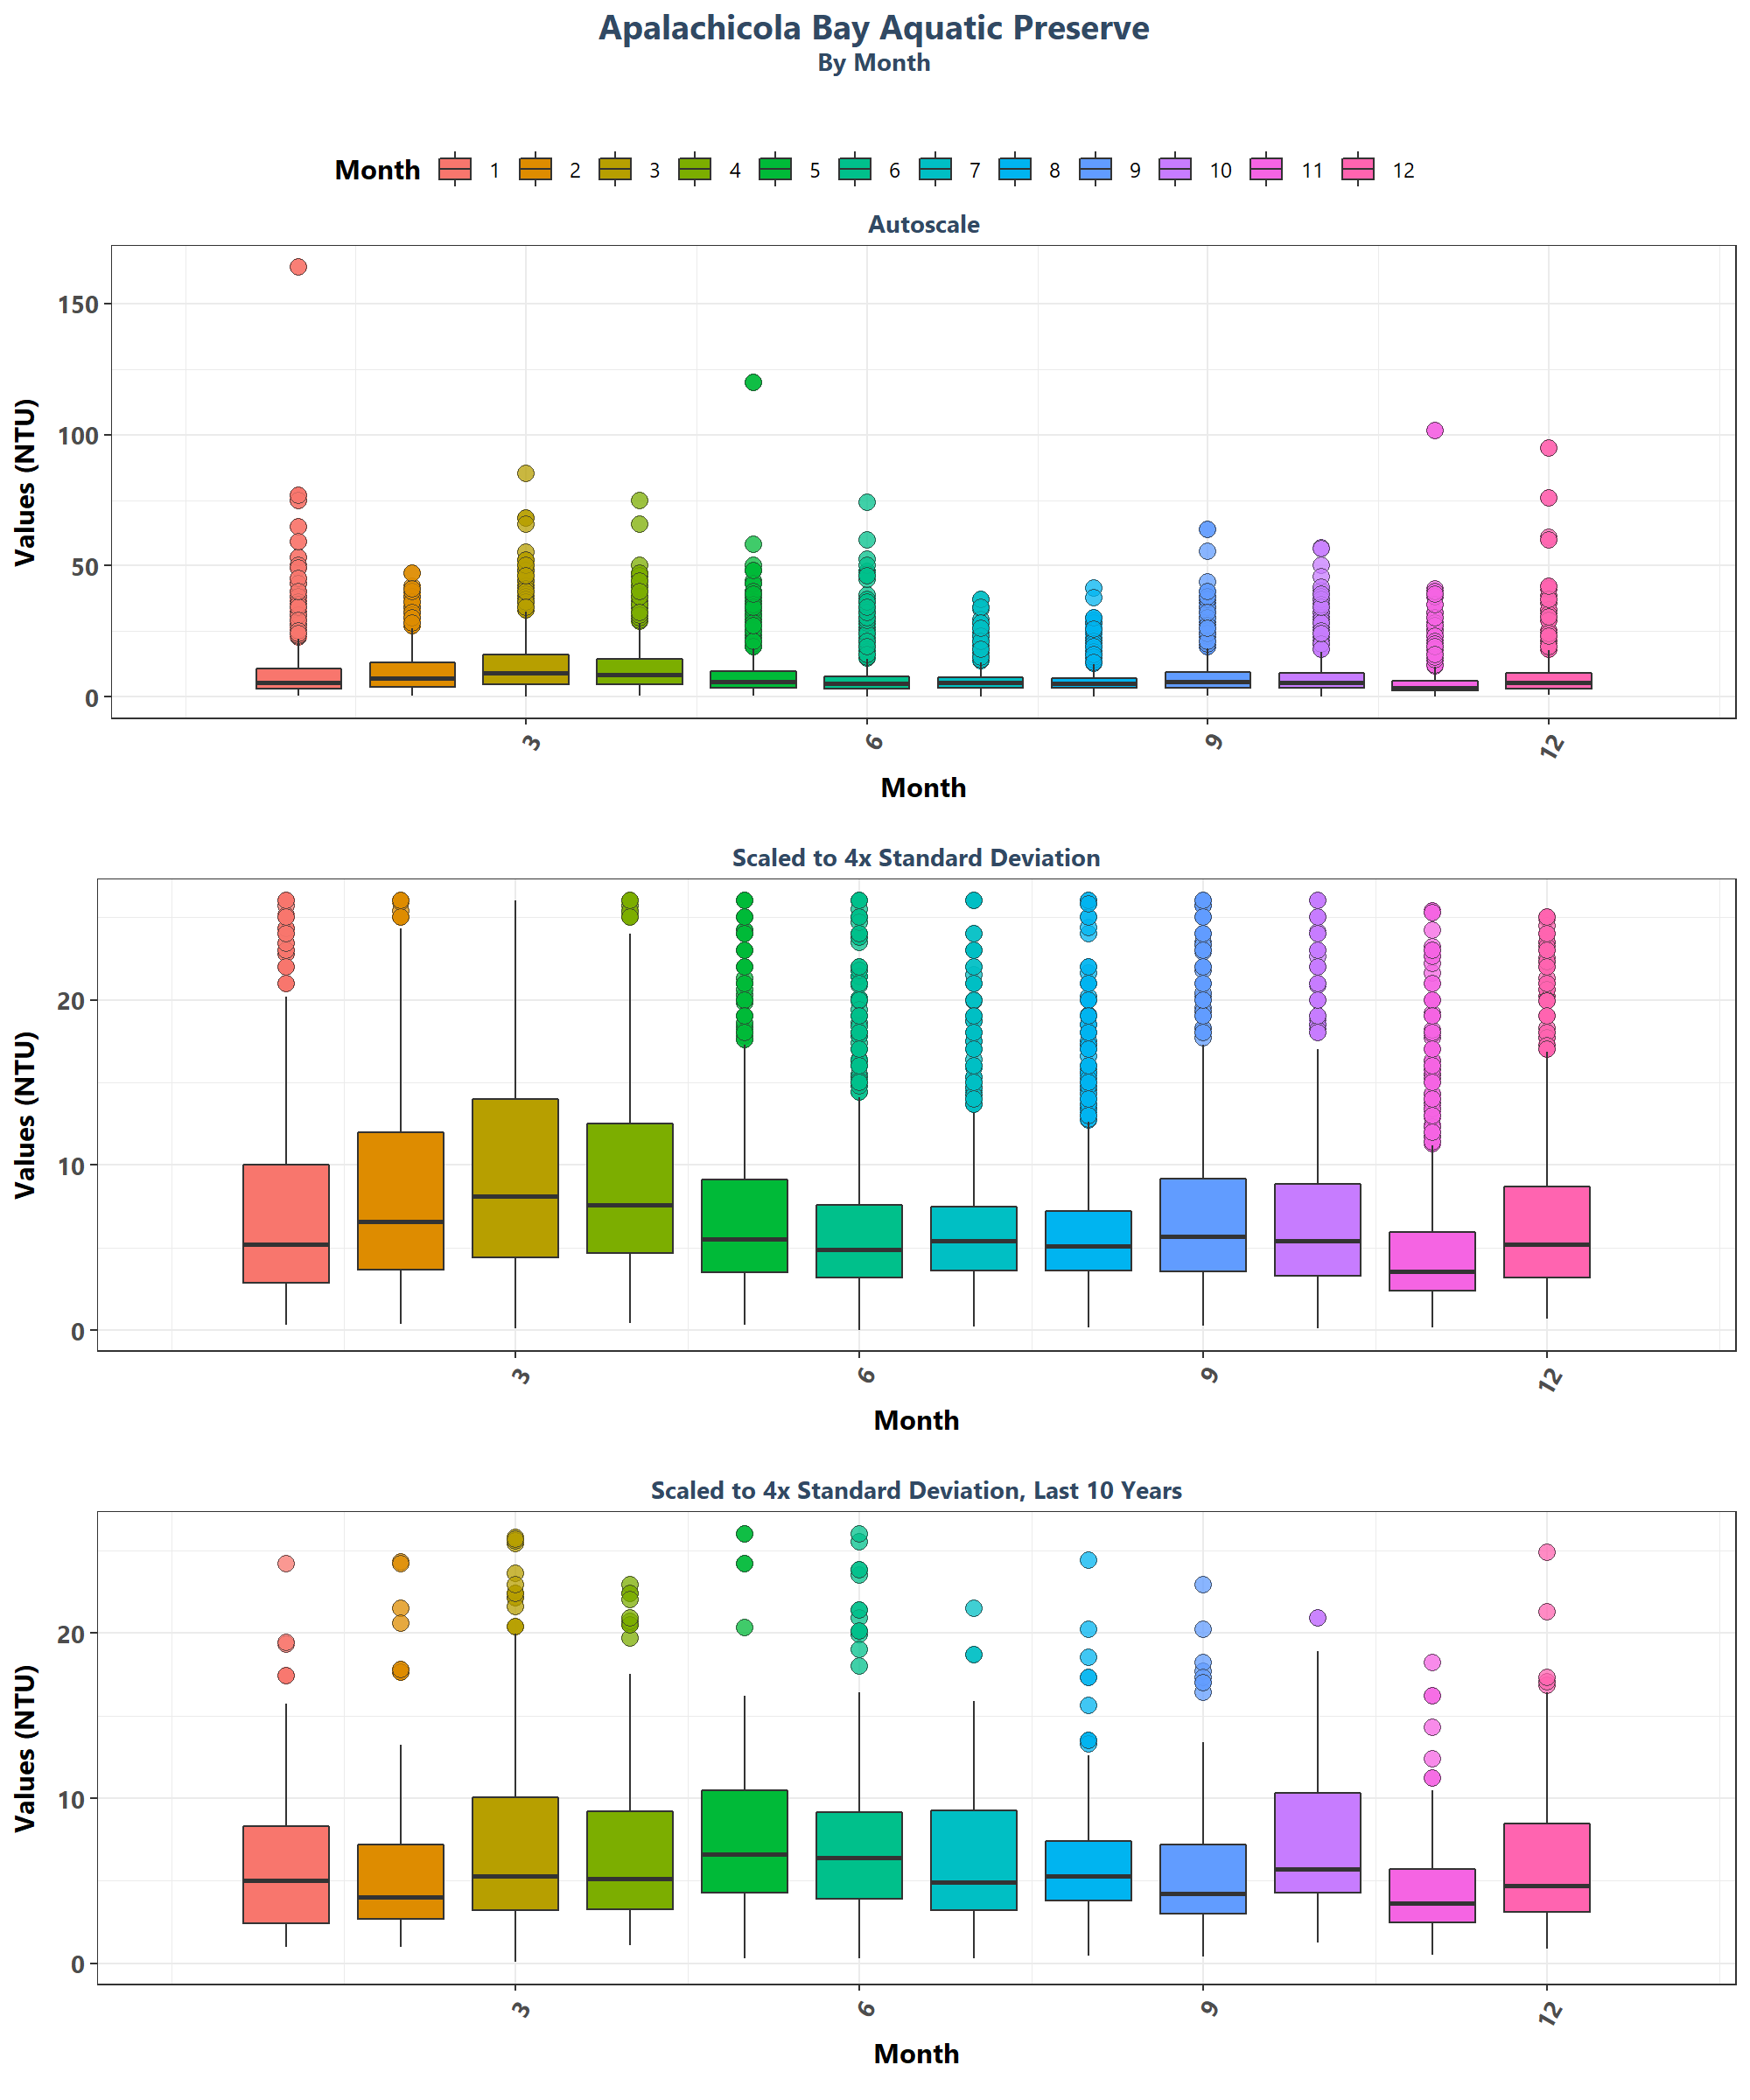 Apalachicola Bay Aquatic Preserve
By Month
Month 1 2 3 4 5 6 7 8 9 10 11 12
Autoscale
Values (NTU)
150
100
50
0
3 6 9 12
Month
Scaled to 4x Standard Deviation
Values (NTU)
20
10
0
3 6 9 12
Month
Scaled to 4x Standard Deviation, Last 10 Years
Values (NTU)
20
10
0
3 6 9 12
Month